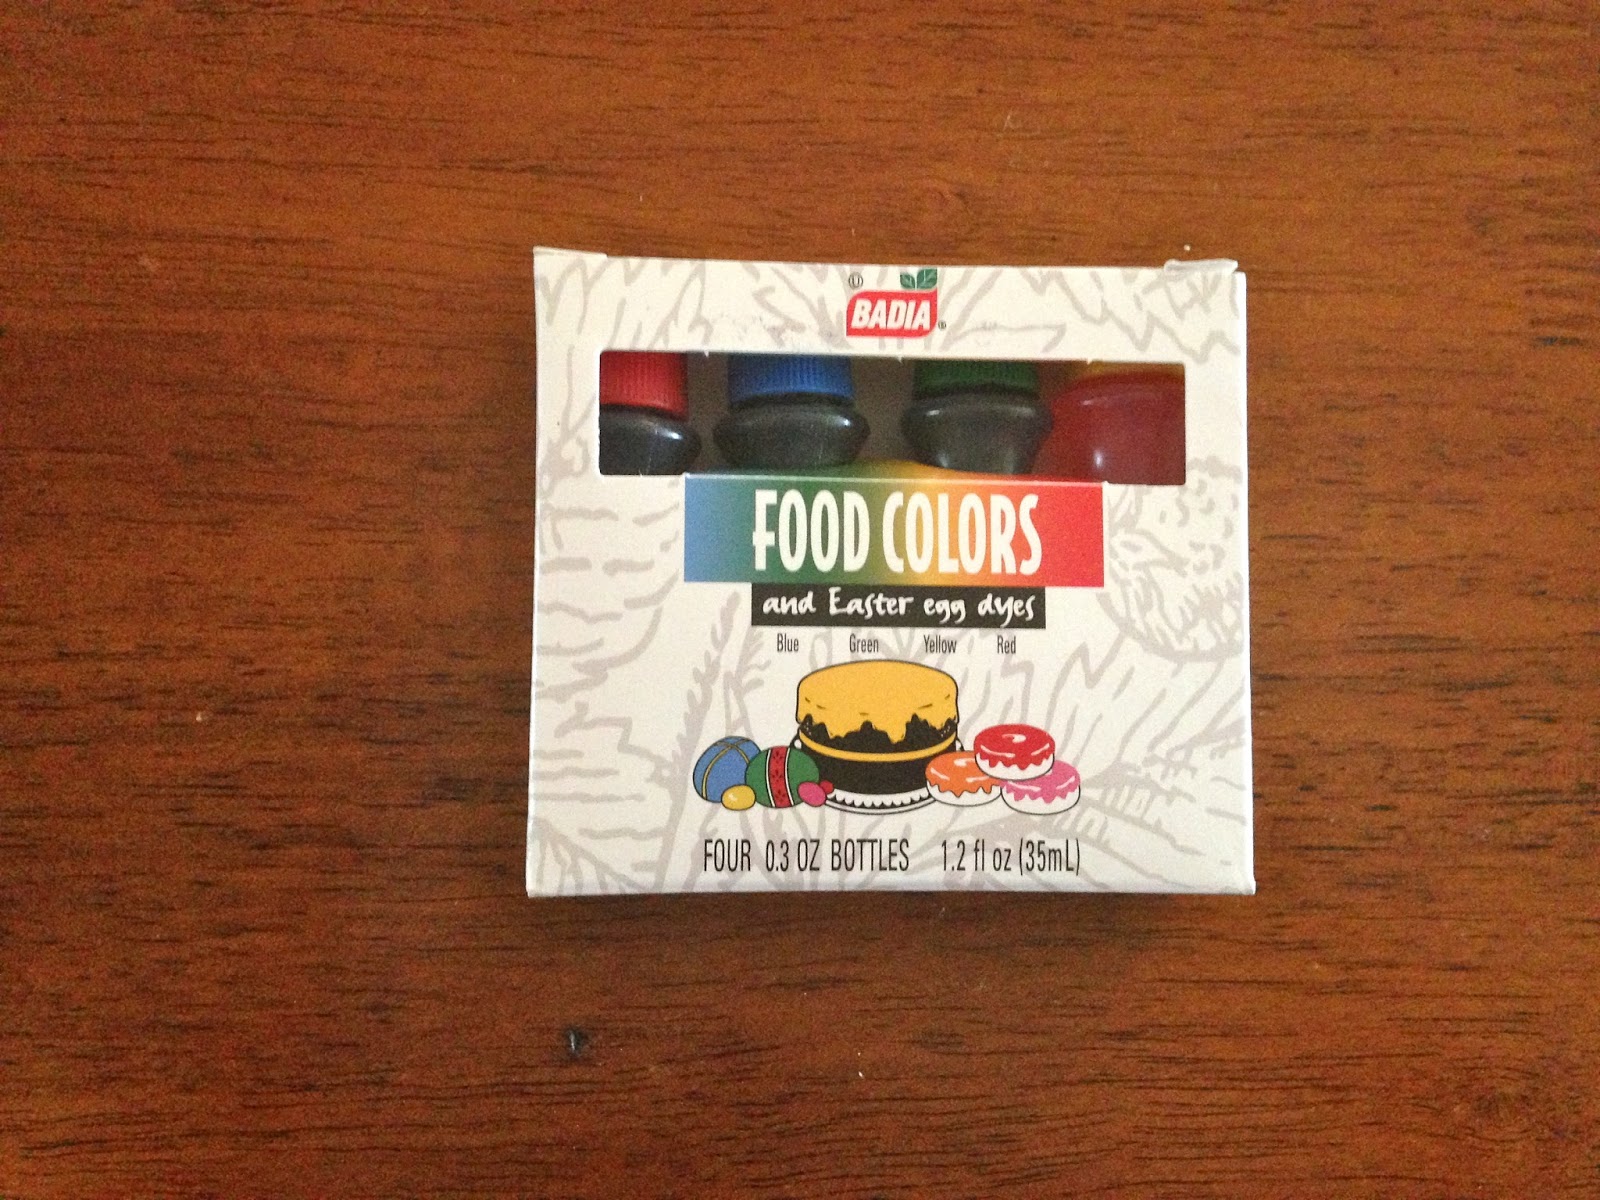 U
BADIA®
FOOD COLORS
and Easter egg dyes
Blue Green Yellow Red
FOUR 0.3 OZ BOTTLES 1.2 fl oz (35mL)